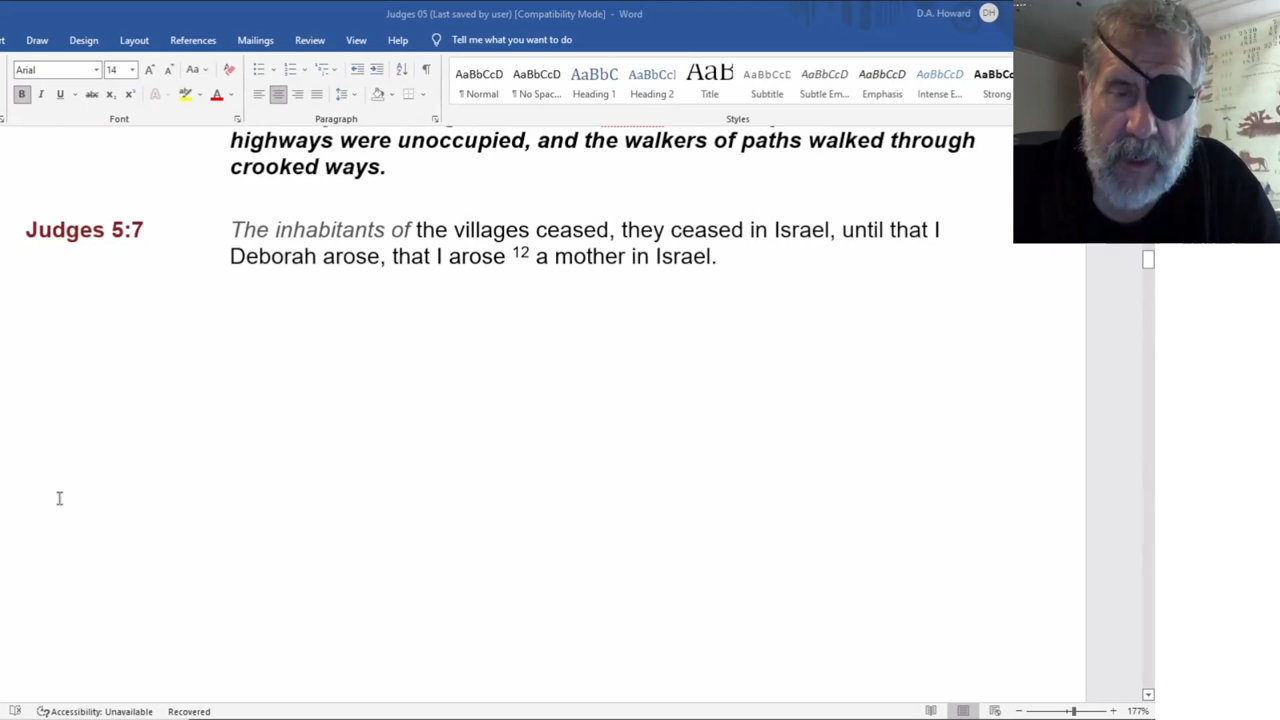 Judges 05 (Last saved by user) [Compatibility Mode] - Word
D.A. Howard DH
Draw Design Layout References Mailings Review View Help Tell me what you want to do
Arial 14 Aa
AaBbCcD AaBbCcD AaBbC AaBbCcI AaB AaBbCcD AaBbCcD AaBbCcD AaBbCcD AaBbCc
¶ Normal ¶ No Spac... Heading 1 Heading 2 Title Subtitle Subtle Em... Emphasis Intense E... Strong
Font Paragraph Styles
highways were unoccupied, and the walkers of paths walked through
crooked ways.
Judges 5:7 The inhabitants of the villages ceased, they ceased in Israel, until that I
Deborah arose, that I arose 12 a mother in Israel.
Accessibility: Unavailable Recovered 177%